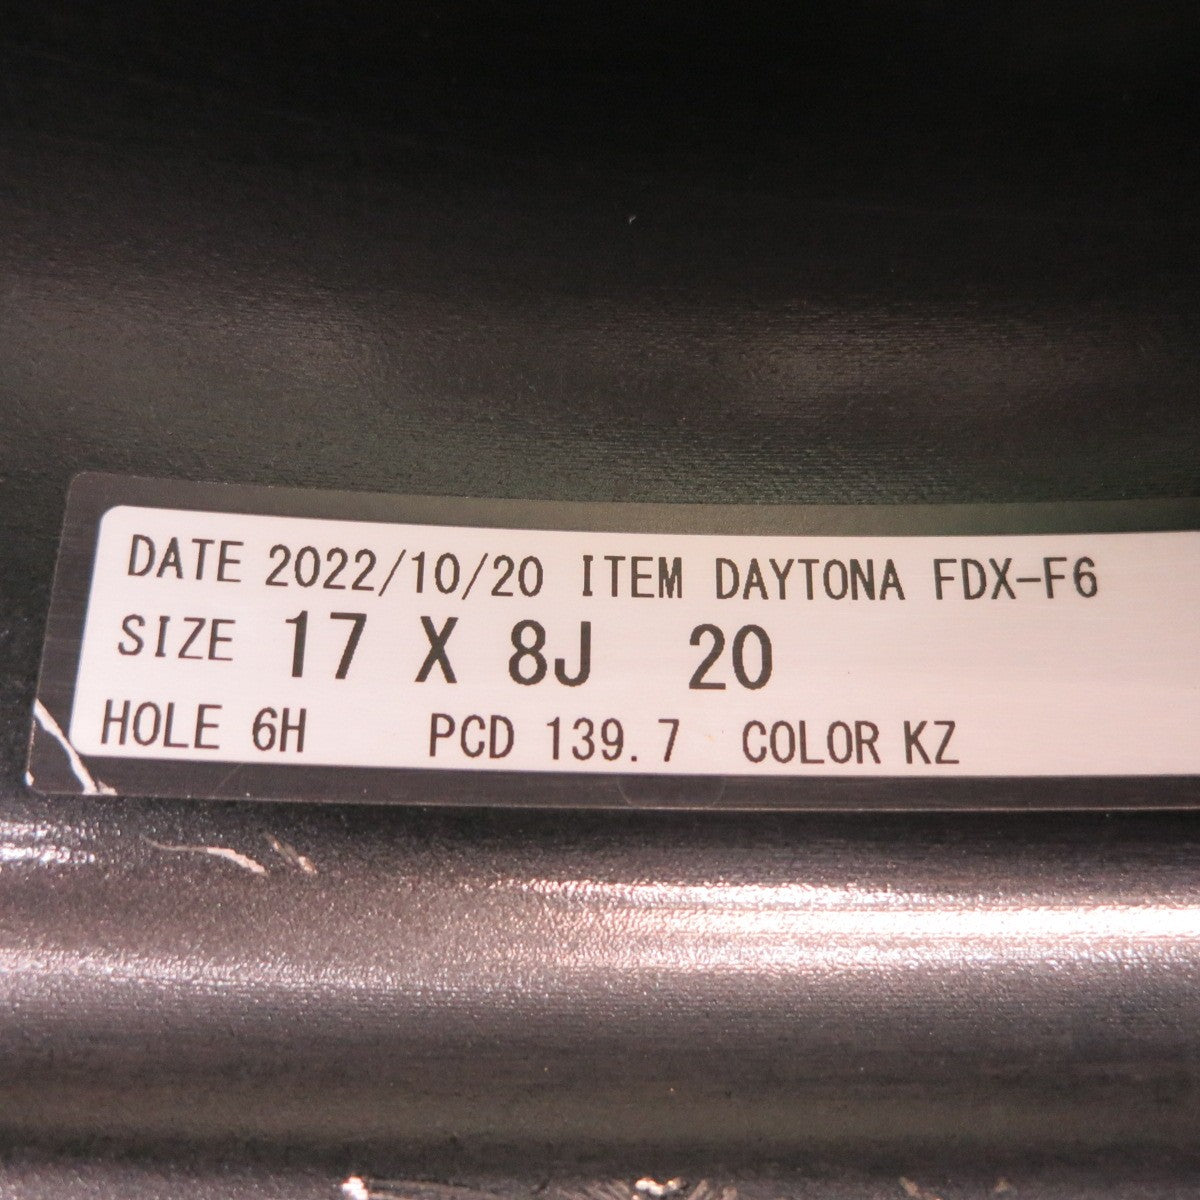 DATE 2022/10/20 ITEM DAYTONA FDX-F6
SIZE 17 X 8J 20
HOLE 6H PCD 139.7 COLOR KZ